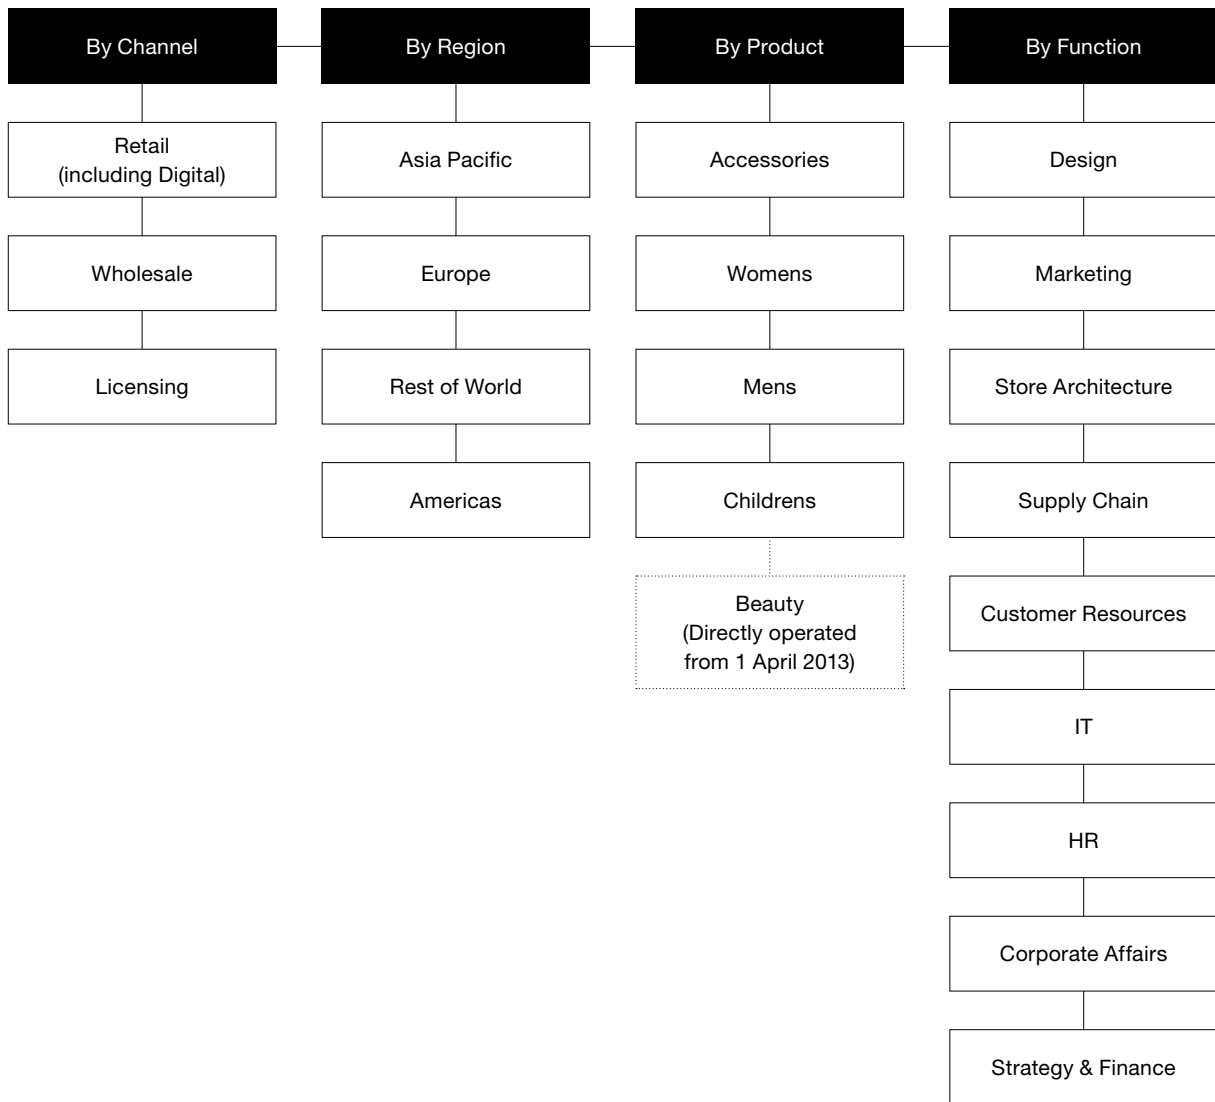 By Channel
Retail
(including Digital)
Wholesale
Licensing
By Region
Asia Pacific
Europe
Rest of World
Americas
By Product
Accessories
Womens
Mens
Childrens
Beauty
(Directly operated
from 1 April 2013)
By Function
Design
Marketing
Store Architecture
Supply Chain
Customer Resources
IT
HR
Corporate Affairs
Strategy & Finance